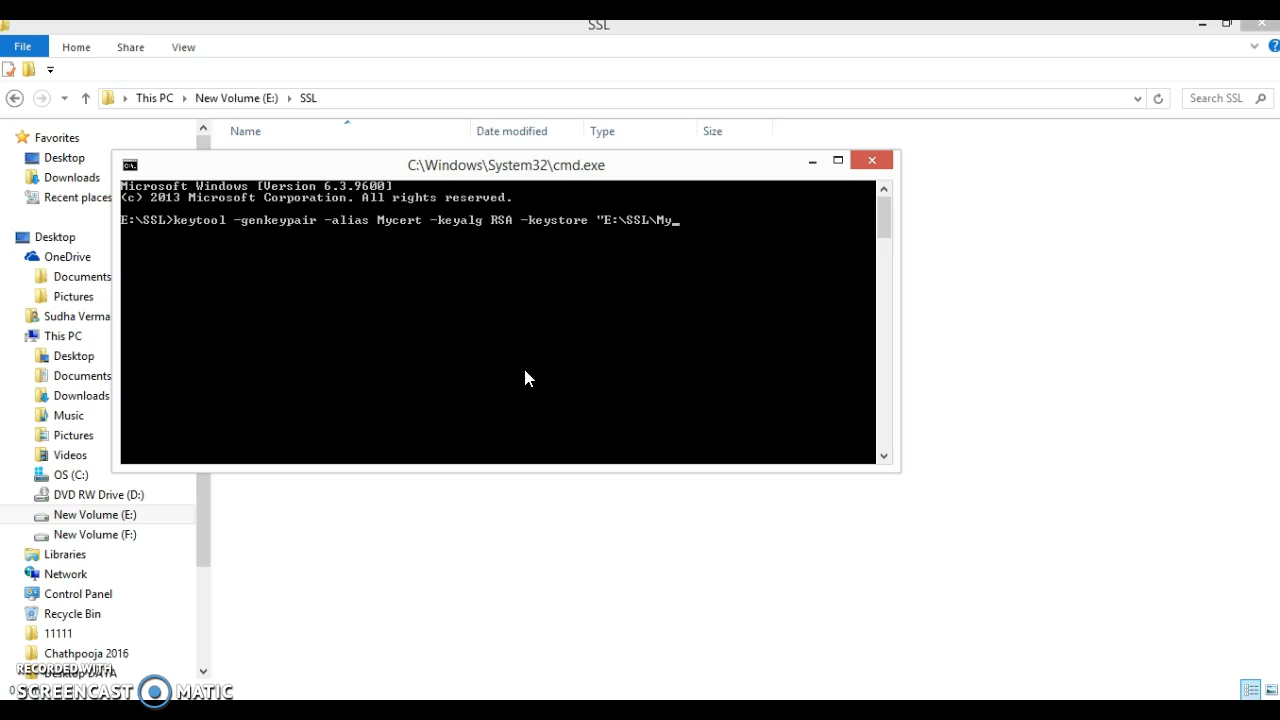 SSL
File Home Share View
This PC New Volume (E:) SSL
Search SSL
Name Date modified Type Size
Favorites
Desktop
Downloads
Recent places
Desktop
OneDrive
Documents
Pictures
Sudha Verma
This PC
Desktop
Documents
Downloads
Music
Pictures
Videos
OS (C:)
DVD RW Drive (D:)
New Volume (E:)
New Volume (F:)
Libraries
Network
Control Panel
Recycle Bin
11111
Chathpooja 2016
Desktop DATA
C:\Windows\System32\cmd.exe
Microsoft Windows [Version 6.3.9600]
(c) 2013 Microsoft Corporation. All rights reserved.
E:\SSL>keytool -genkeypair -alias Mycert -keyalg RSA -keystore "E:\SSL\My_
RECORDED WITH
SCREENCAST MATIC